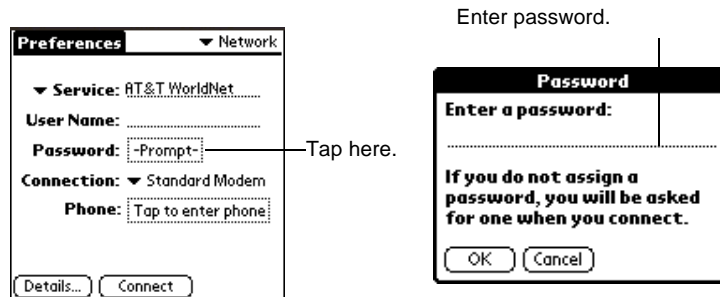 Enter password.
Preferences
Network
Service: AT&T WorldNet
User Name:
Password: -Prompt-
Tap here.
Connection: Standard Modem
Phone: Tap to enter phone
Details... Connect
Password
Enter a password:
If you do not assign a
password, you will be asked
for one when you connect.
OK Cancel